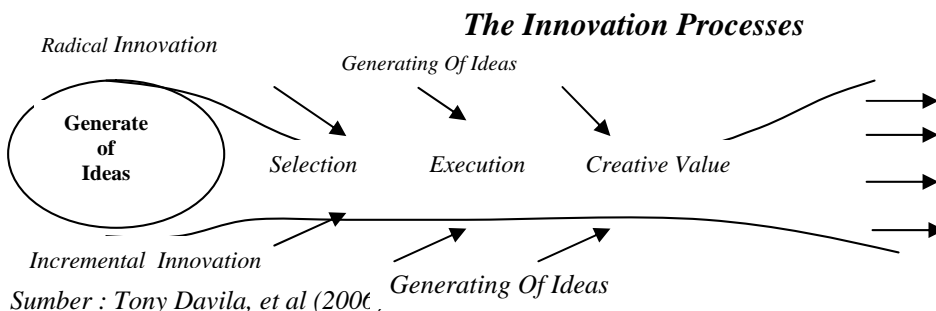 The Innovation Processes
Radical Innovation
Generating Of Ideas
Generate
of
Ideas
Selection
Execution
Creative Value
Incremental Innovation
Generating Of Ideas
Sumber : Tony Davila, et al (2006